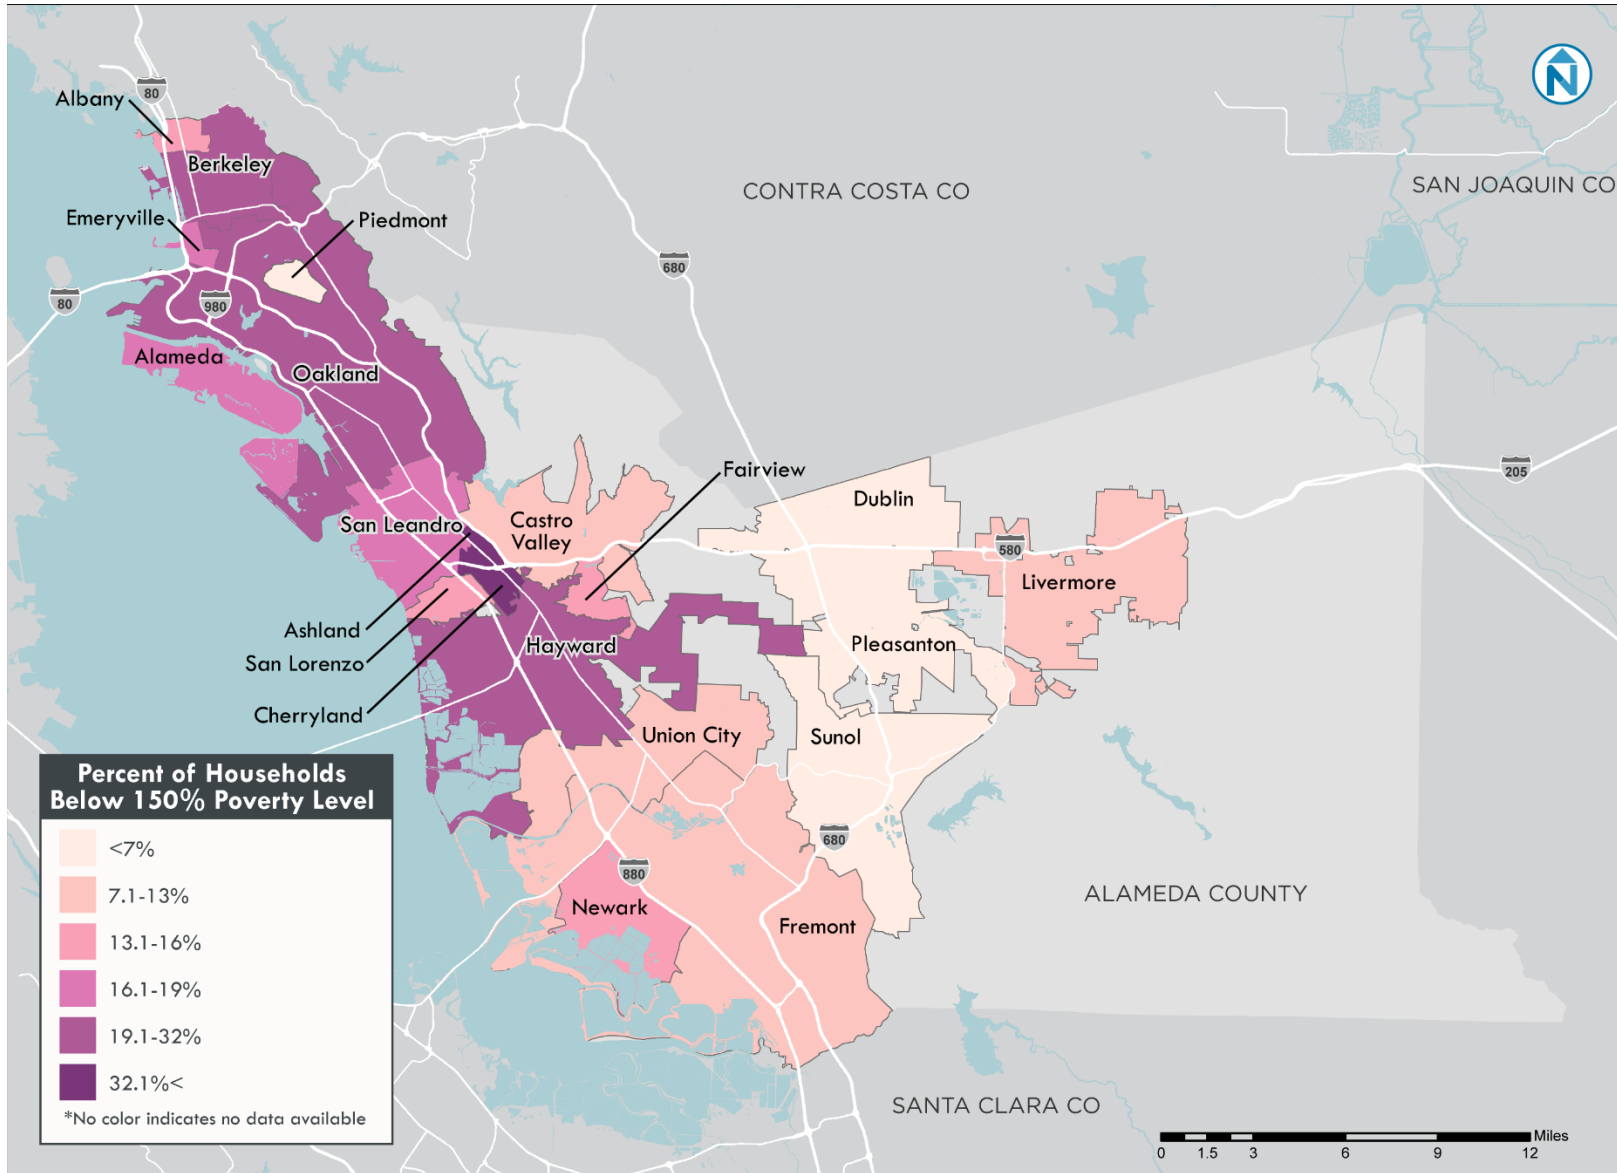 N
Albany
80
Berkeley
CONTRA COSTA CO
SAN JOAQUIN CO
Emeryville
Piedmont
680
80
980
Alameda
Oakland
Fairview
205
Dublin
San Leandro
Castro
Valley
580
Livermore
Ashland
San Lorenzo
Hayward
Pleasanton
Cherryland
Union City
Sunol
680
880
ALAMEDA COUNTY
Newark
Fremont
SANTA CLARA CO
Percent of Households
Below 150% Poverty Level
<7%
7.1-13%
13.1-16%
16.1-19%
19.1-32%
32.1%<
*No color indicates no data available
Miles
0 1.5 3 6 9 12